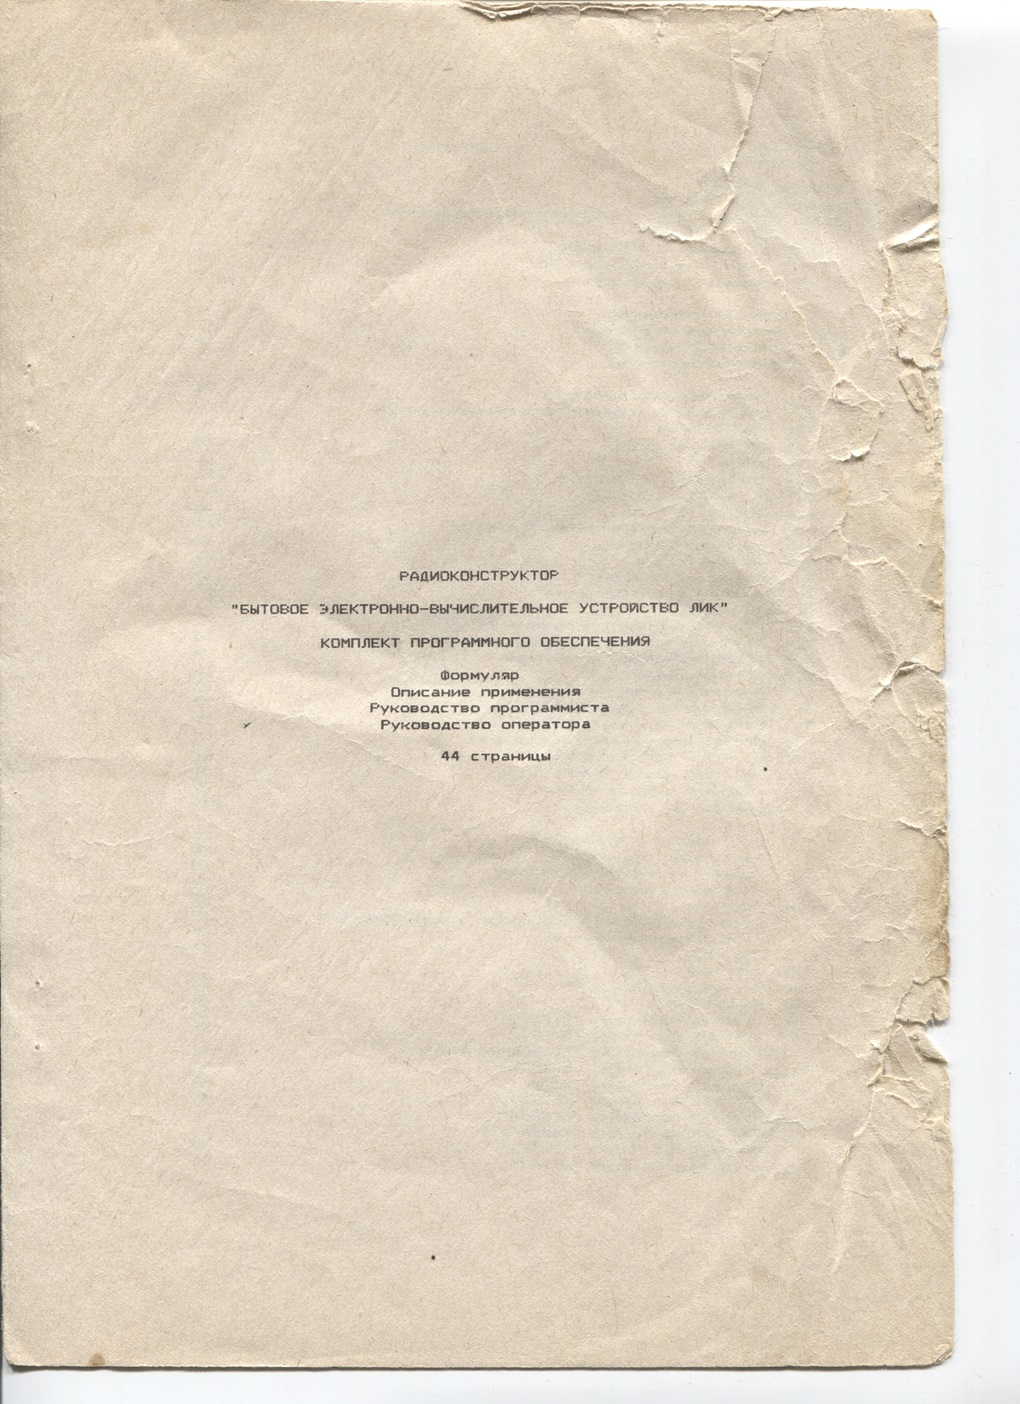 РАДИОКОНСТРУКТОР
"БЫТОВОЕ ЭЛЕКТРОННО-ВЫЧИСЛИТЕЛЬНОЕ УСТРОЙСТВО ЛИК"
КОМПЛЕКТ ПРОГРАММНОГО ОБЕСПЕЧЕНИЯ
Формуляр
Описание применения
Руководство программиста
Руководство оператора
44 страницы